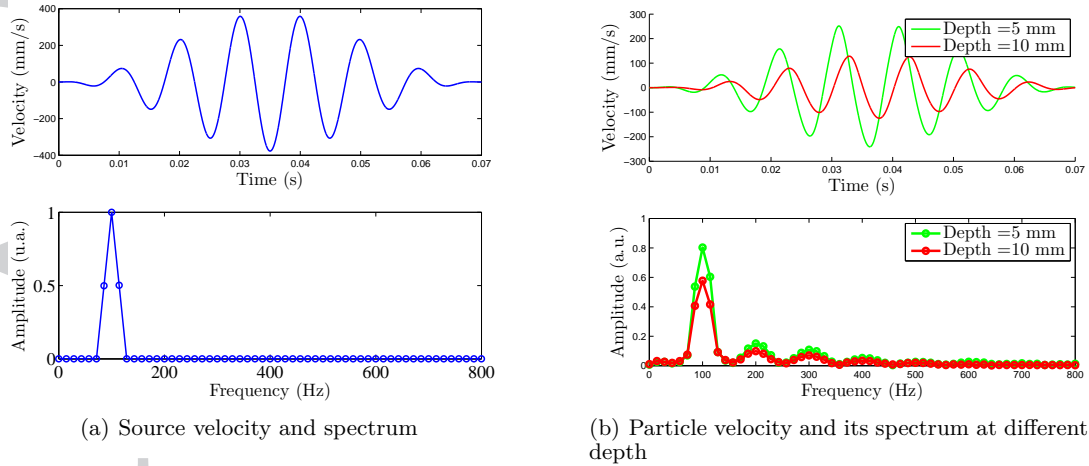 400
200
0
-200
-400
Velocity (mm/s)
0 0.01 0.02 0.03 0.04 0.05 0.06 0.07
Time (s)
1
0.5
0
Amplitude (u.a.)
0 200 400 600 800
Frequency (Hz)
(a) Source velocity and spectrum
300
200
100
0
-100
-200
-300
Velocity (mm/s)
Depth =5 mm
Depth =10 mm
0 0.01 0.02 0.03 0.04 0.05 0.06 0.07
Time (s)
1
0.8
0.6
0.4
0.2
0
Amplitude (a.u.)
Depth =5 mm
Depth =10 mm
0 100 200 300 400 500 600 700 800
Frequency (Hz)
(b) Particle velocity and its spectrum at different
depth